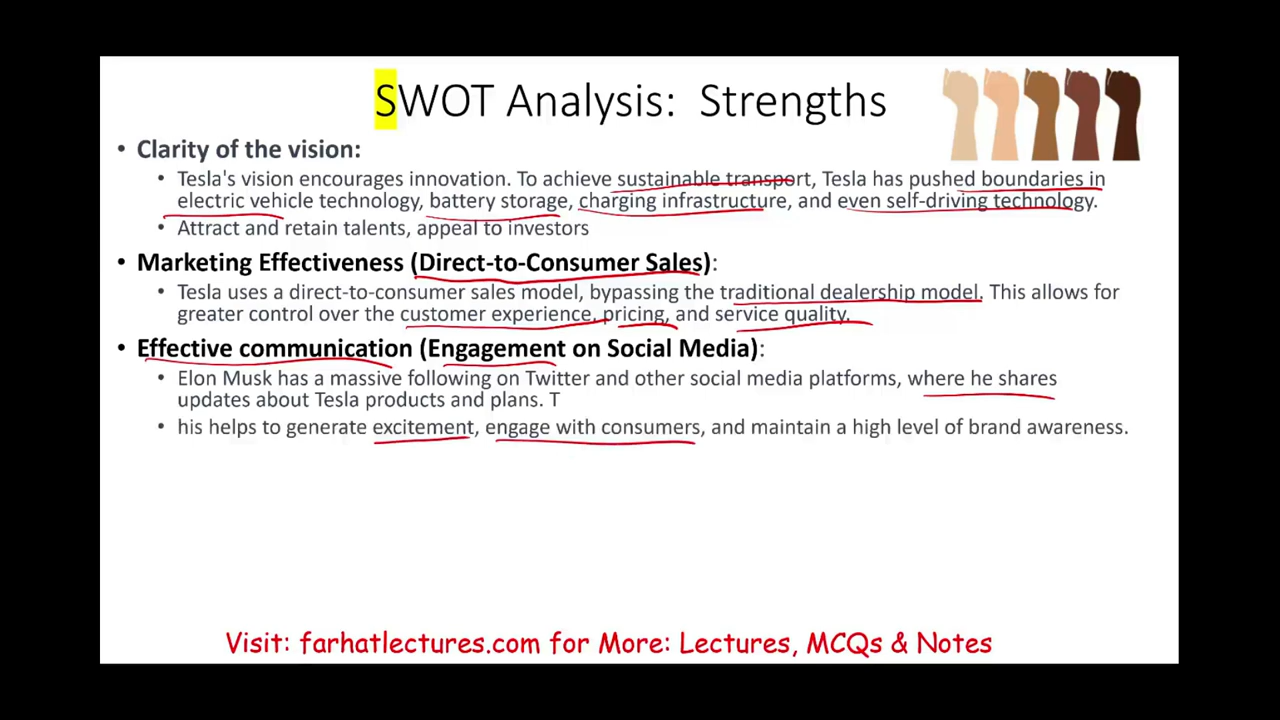 SWOT Analysis: Strengths
• Clarity of the vision:
• Tesla's vision encourages innovation. To achieve sustainable transport, Tesla has pushed boundaries in
electric vehicle technology, battery storage, charging infrastructure, and even self-driving technology.
• Attract and retain talents, appeal to investors
• Marketing Effectiveness (Direct-to-Consumer Sales):
• Tesla uses a direct-to-consumer sales model, bypassing the traditional dealership model. This allows for
greater control over the customer experience, pricing, and service quality.
• Effective communication (Engagement on Social Media):
• Elon Musk has a massive following on Twitter and other social media platforms, where he shares
updates about Tesla products and plans. T
• his helps to generate excitement, engage with consumers, and maintain a high level of brand awareness.
Visit: farhatlectures.com for More: Lectures, MCQs & Notes